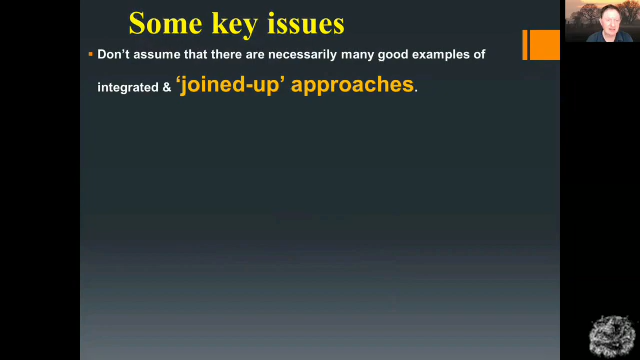 Some key issues
Don't assume that there are necessarily many good examples of
integrated & ‘joined-up’ approaches.